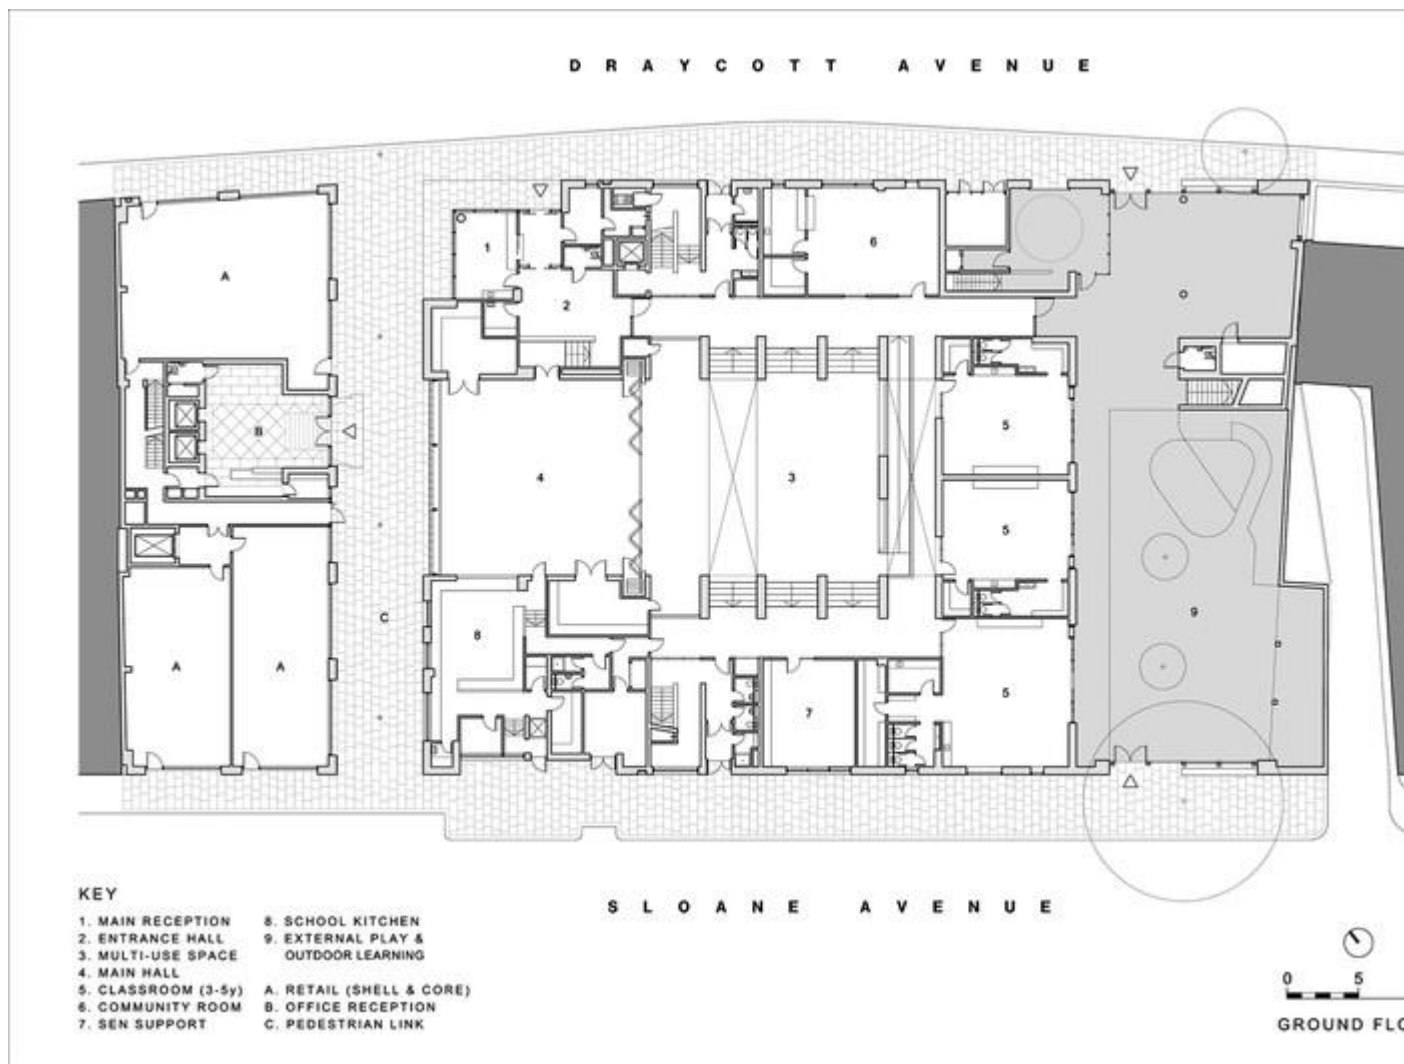 DRAYCOTT AVENUE
A
1
2
6
B
4
3
5
5
9
C
8
A
A
7
5
KEY
1. MAIN RECEPTION
2. ENTRANCE HALL
3. MULTI-USE SPACE
4. MAIN HALL
5. CLASSROOM (3-5y)
6. COMMUNITY ROOM
7. SEN SUPPORT
8. SCHOOL KITCHEN
9. EXTERNAL PLAY &
OUTDOOR LEARNING
A. RETAIL (SHELL & CORE)
B. OFFICE RECEPTION
C. PEDESTRIAN LINK
SLOANE AVENUE
0 5
GROUND FLO